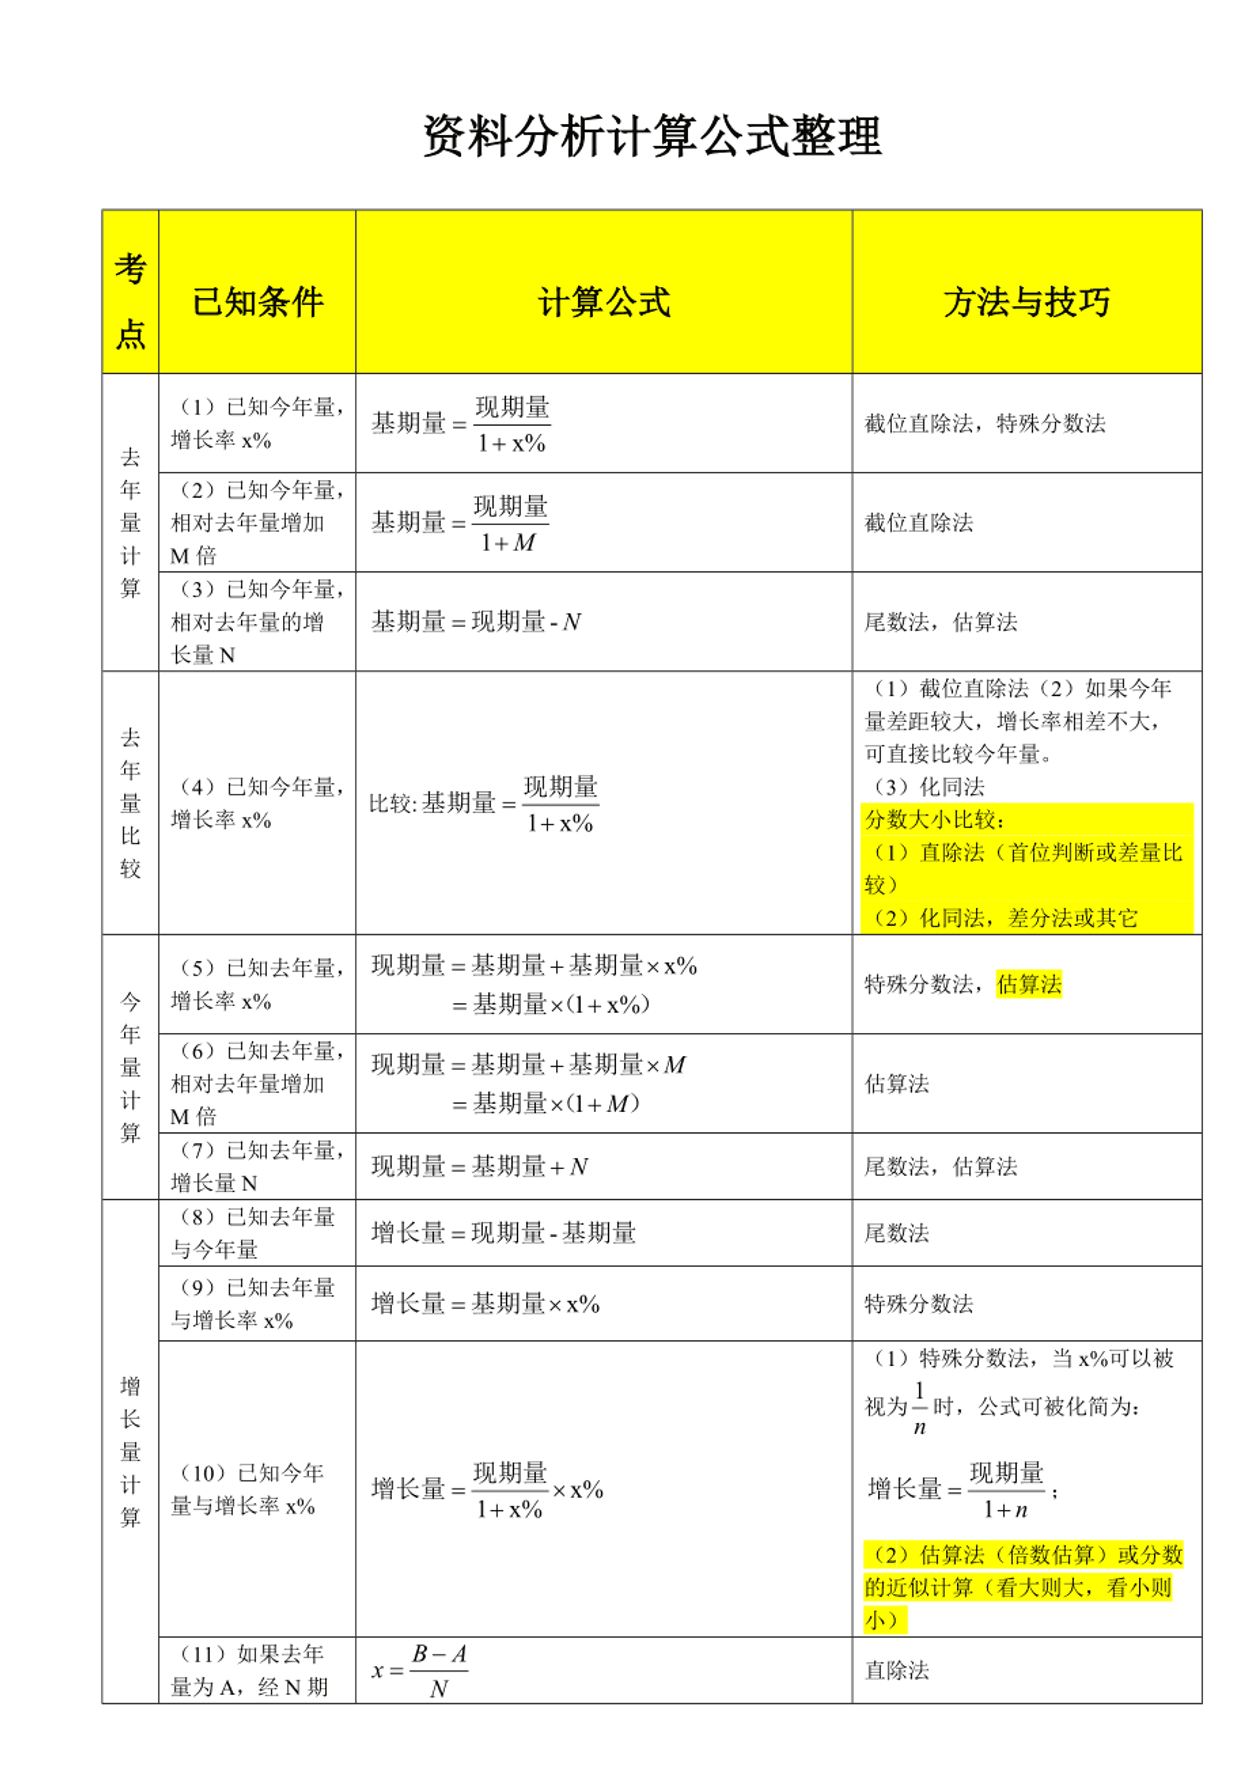 资料分析计算公式整理
考点
已知条件
计算公式
方法与技巧
去年量计算
（1）已知今年量，
增长率 x%
基期量 = 现期量 / (1+x%)
截位直除法，特殊分数法
（2）已知今年量，
相对去年量增加
M 倍
基期量 = 现期量 / (1+M)
截位直除法
（3）已知今年量，
相对去年量的增
长量 N
基期量 = 现期量 - N
尾数法，估算法
去年量比较
（4）已知今年量，
增长率 x%
比较: 基期量 = 现期量 / (1+x%)
（1）截位直除法（2）如果今年
量差距较大，增长率相差不大，
可直接比较今年量。
（3）化同法
分数大小比较：
（1）直除法（首位判断或差量比
较）
（2）化同法，差分法或其它
今年量计算
（5）已知去年量，
增长率 x%
现期量 = 基期量 + 基期量×x%
= 基期量×(1+x%)
特殊分数法，估算法
（6）已知去年量，
相对去年量增加
M 倍
现期量 = 基期量 + 基期量×M
= 基期量×(1+M)
估算法
（7）已知去年量，
增长量 N
现期量 = 基期量 + N
尾数法，估算法
增长量计算
（8）已知去年量
与今年量
增长量 = 现期量 - 基期量
尾数法
（9）已知去年量
与增长率 x%
增长量 = 基期量×x%
特殊分数法
（10）已知今年
量与增长率 x%
增长量 = 现期量 / (1+x%) ×x%
（1）特殊分数法，当 x%可以被
视为 1/n 时，公式可被化简为：
增长量 = 现期量 / (1+n) ；
（2）估算法（倍数估算）或分数
的近似计算（看大则大，看小则
小）
（11）如果去年
量为 A，经 N 期
x = (B−A) / N
直除法